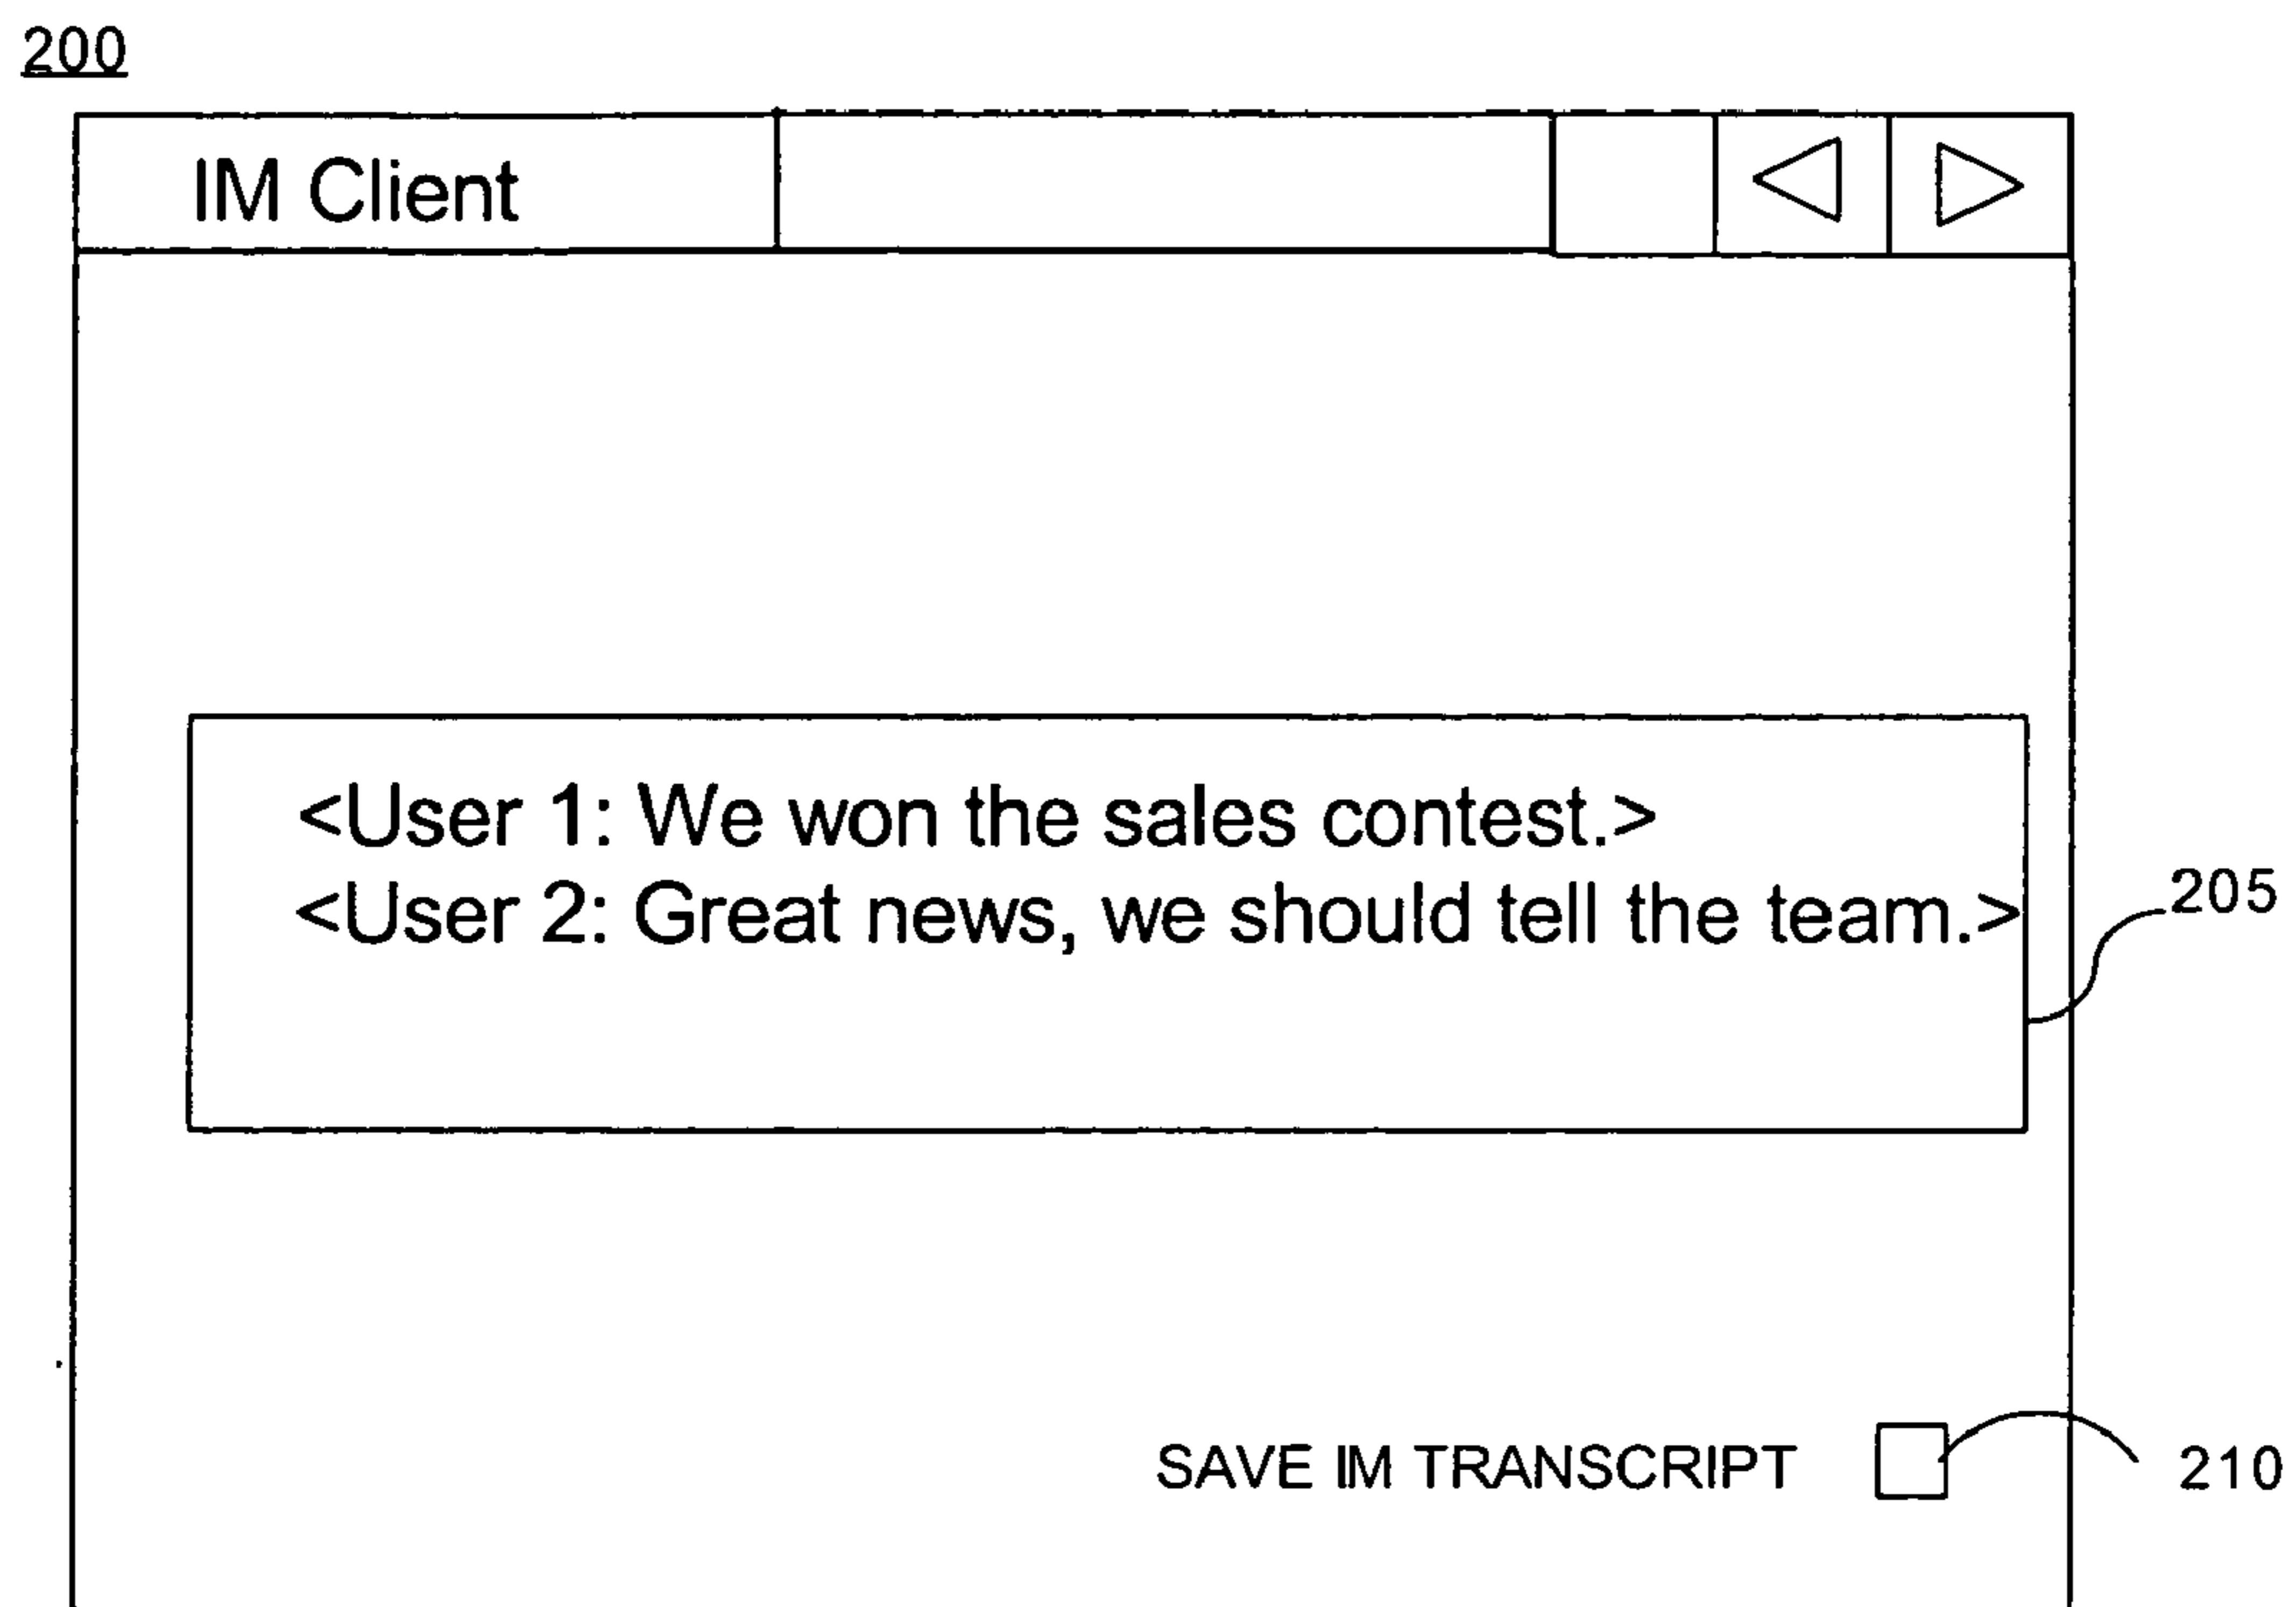 200
IM Client
<User 1: We won the sales contest.>
<User 2: Great news, we should tell the team.>
205
SAVE IM TRANSCRIPT
210